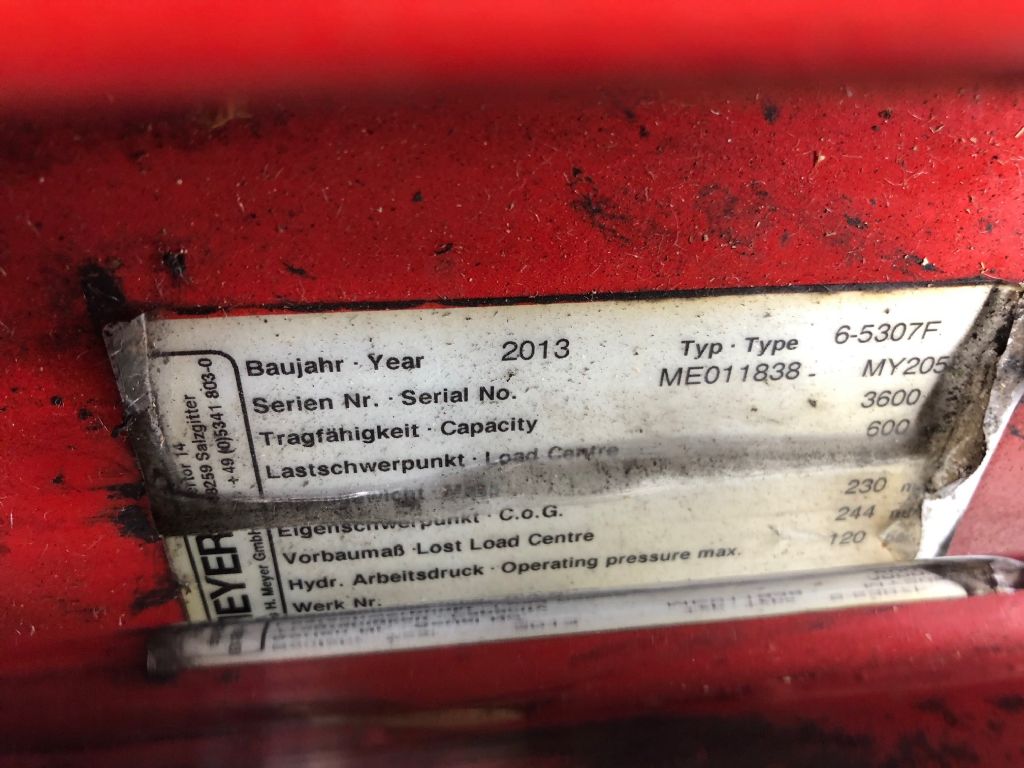 Baujahr · Year 2013 Typ · Type 6-5307F
Serien Nr. · Serial No. ME011838 - MY205
Tragfähigkeit · Capacity 3600
Lastschwerpunkt · Load Centre 600
Eigenschwerpunkt · C.o.G. 230
Vorbaumaß · Lost Load Centre 244
Hydr. Arbeitsdruck · Operating pressure max. 120
Werk Nr.
14
Salzgitter
+49 (0)5341 803-0
MEYER
H. Meyer GmbH